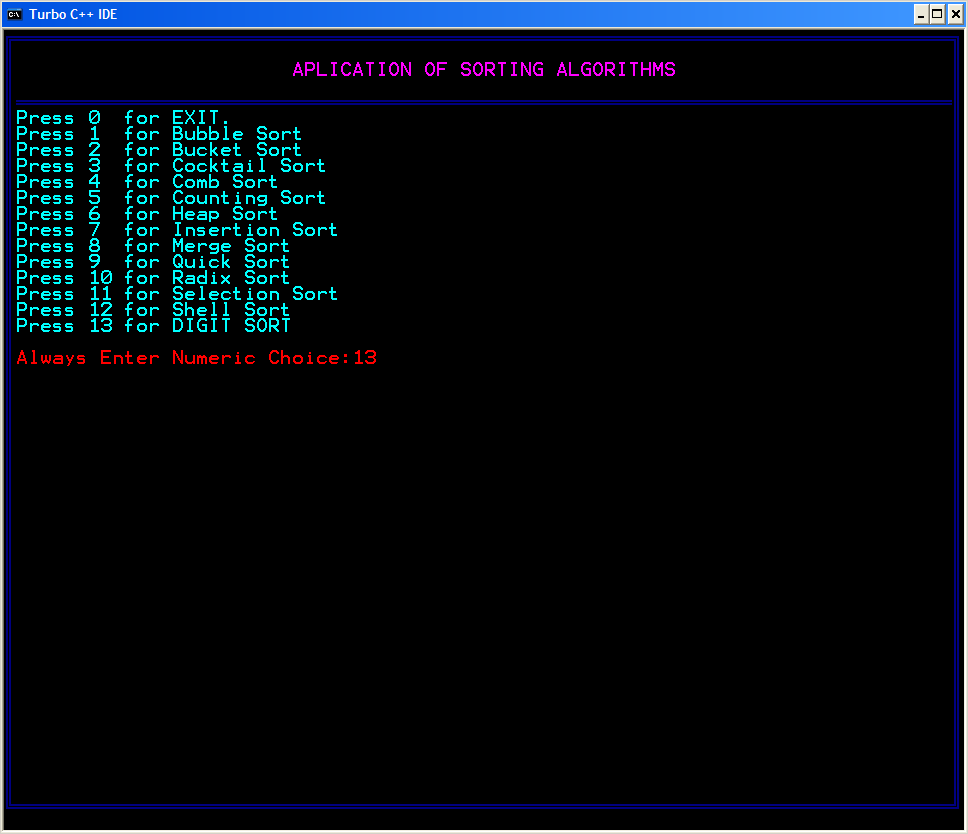 Turbo C++ IDE
APLICATION OF SORTING ALGORITHMS
Press 0  for EXIT.
Press 1  for Bubble Sort
Press 2  for Bucket Sort
Press 3  for Cocktail Sort
Press 4  for Comb Sort
Press 5  for Counting Sort
Press 6  for Heap Sort
Press 7  for Insertion Sort
Press 8  for Merge Sort
Press 9  for Quick Sort
Press 10 for Radix Sort
Press 11 for Selection Sort
Press 12 for Shell Sort
Press 13 for DIGIT SORT
Always Enter Numeric Choice:13